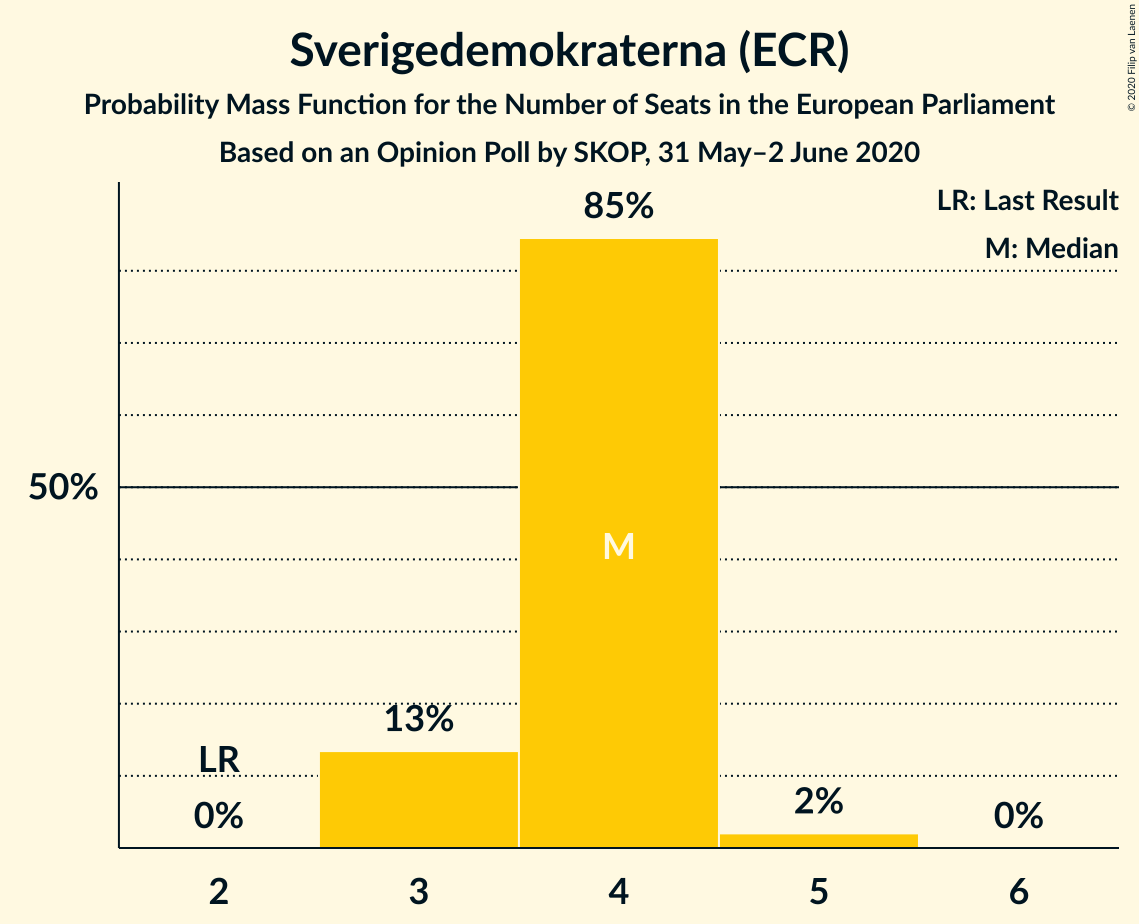 Sverigedemokraterna (ECR)
Probability Mass Function for the Number of Seats in the European Parliament
Based on an Opinion Poll by SKOP, 31 May–2 June 2020
© 2020 Filip van Laenen
LR: Last Result
M: Median
85%
50%
M
13%
LR
0%
2%
0%
2 3 4 5 6